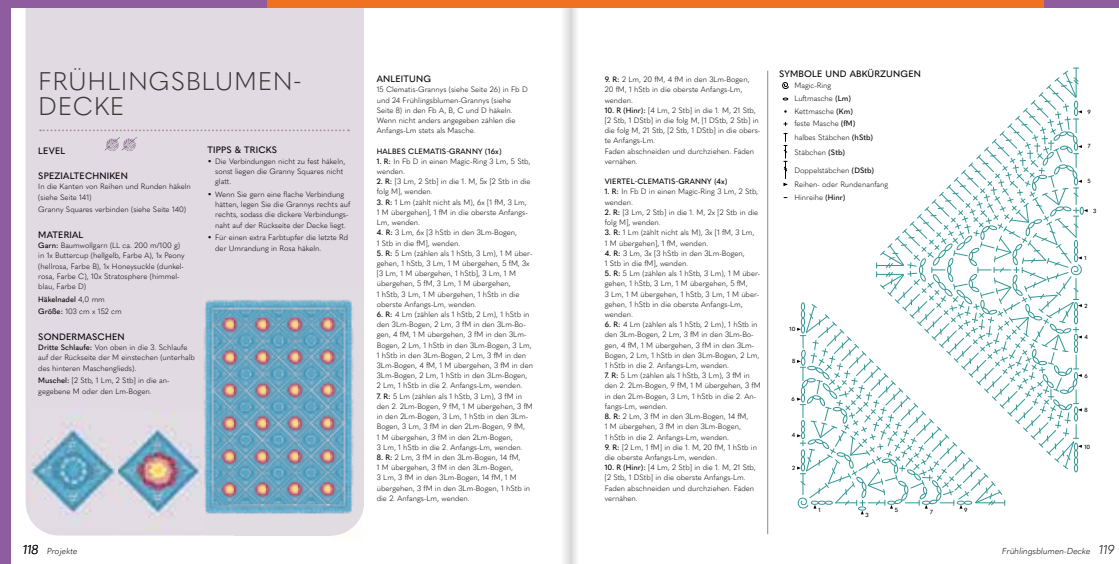 FRÜHLINGSBLUMEN-
DECKE
LEVEL
SPEZIALTECHNIKEN
In die Kanten von Reihen und Runden häkeln
(siehe Seite 141)
Granny Squares verbinden (siehe Seite 140)
MATERIAL
Garn: Baumwollgarn (LL ca. 200 m/100 g)
in 1x Buttercup (hellgelb, Farbe A), 1x Peony
(hellrosa, Farbe B), 1x Honeysuckle (dunkel-
rosa, Farbe C), 10x Stratosphere (himmel-
blau, Farbe D)
Häkelnadel 4,0 mm
Größe: 103 cm x 152 cm
SONDERMASCHEN
Dritte Schlaufe: Von oben in die 3. Schlaufe
auf der Rückseite der M einstechen (unterhalb
des hinteren Maschenglieds).
Muschel: [2 Stb, 1 Lm, 2 Stb] in die an-
gegebene M oder den Lm-Bogen.
TIPPS & TRICKS
• Die Verbindungen nicht zu fest häkeln,
sonst liegen die Granny Squares nicht
glatt.
• Wenn Sie gern eine flache Verbindung
hätten, legen Sie die Grannys rechts auf
rechts, sodass die dickere Verbindungs-
naht auf der Rückseite der Decke liegt.
• Für einen extra Farbtupfer die letzte Rd
der Umrandung in Rosa häkeln.
118 Projekte
ANLEITUNG
15 Clematis-Grannys (siehe Seite 26) in Fb D
und 24 Frühlingsblumen-Grannys (siehe
Seite 8) in den Fb A, B, C und D häkeln.
Wenn nicht anders angegeben zählen die
Anfangs-Lm stets als Masche.
HALBES CLEMATIS-GRANNY (16x)
1. R: In Fb D in einen Magic-Ring 3 Lm, 5 Stb,
wenden.
2. R: [3 Lm, 2 Stb] in die 1. M, 5x [2 Stb in die
folg M], wenden.
3. R: 1 Lm (zählt nicht als M), 6x [1 fM, 3 Lm,
1 M übergehen], 1 fM in die oberste Anfangs-
Lm, wenden.
4. R: 3 Lm, 6x [3 hStb in den 3Lm-Bogen,
1 Stb in die fM], wenden.
5. R: 5 Lm (zählen als 1 hStb, 3 Lm), 1 M über-
gehen, 1 hStb, 3 Lm, 1 M übergehen, 5 fM, 3x
[3 Lm, 1 M übergehen, 1 hStb], 3 Lm, 1 M
übergehen, 5 fM, 3 Lm, 1 M übergehen,
1 hStb, 3 Lm, 1 M übergehen, 1 hStb in die
oberste Anfangs-Lm, wenden.
6. R: 4 Lm (zählen als 1 hStb, 2 Lm), 1 hStb in
den 3Lm-Bogen, 2 Lm, 3 fM in den 3Lm-Bo-
gen, 4 fM, 1 M übergehen, 3 fM in den 3Lm-
Bogen, 2 Lm, 1 hStb in den 3Lm-Bogen, 3 Lm,
1 hStb in den 3Lm-Bogen, 2 Lm, 3 fM in den
3Lm-Bogen, 4 fM, 1 M übergehen, 3 fM in den
3Lm-Bogen, 2 Lm, 1 hStb in den 3Lm-Bogen,
2 Lm, 1 hStb in die 2. Anfangs-Lm, wenden.
7. R: 5 Lm (zählen als 1 hStb, 3 Lm), 3 fM in
den 2. 2Lm-Bogen, 9 fM, 1 M übergehen, 3 fM
in den 2Lm-Bogen, 3 Lm, 1 hStb in den 3Lm-
Bogen, 3 Lm, 3 fM in den 2Lm-Bogen, 9 fM,
1 M übergehen, 3 fM in den 2Lm-Bogen,
3 Lm, 1 hStb in die 2. Anfangs-Lm, wenden.
8. R: 2 Lm, 3 fM in den 3Lm-Bogen, 14 fM,
1 M übergehen, 3 fM in den 3Lm-Bogen,
3 Lm, 3 fM in den 3Lm-Bogen, 14 fM, 1 M
übergehen, 3 fM in den 3Lm-Bogen, 1 hStb in
die 2. Anfangs-Lm, wenden.
9. R: 2 Lm, 20 fM, 4 fM in den 3Lm-Bogen,
20 fM, 1 hStb in die oberste Anfangs-Lm,
wenden.
10. R (Hinr): [4 Lm, 2 Stb] in die 1. M, 21 Stb,
[2 Stb, 1 DStb] in die folg M, [1 DStb, 2 Stb] in
die folg M, 21 Stb, [2 Stb, 1 DStb] in die obers-
te Anfangs-Lm.
Faden abschneiden und durchziehen. Faden
vernähen.
VIERTEL-CLEMATIS-GRANNY (4x)
1. R: In Fb D in einen Magic-Ring 3 Lm, 2 Stb,
wenden.
2. R: [3 Lm, 2 Stb] in die 1. M, 2x [2 Stb in die
folg M], wenden.
3. R: 1 Lm (zählt nicht als M), 3x [1 fM, 3 Lm,
1 M übergehen], 1 fM, wenden.
4. R: 3 Lm, 3x [3 hStb in den 3Lm-Bogen,
1 Stb in die fM], wenden.
5. R: 5 Lm (zählen als 1 hStb, 3 Lm), 1 M über-
gehen, 1 hStb, 3 Lm, 1 M übergehen, 5 fM,
3 Lm, 1 M übergehen, 1 hStb, 3 Lm, 1 M über-
gehen, 1 hStb in die oberste Anfangs-Lm,
wenden.
6. R: 4 Lm (zählen als 1 hStb, 2 Lm), 1 hStb in
den 3Lm-Bogen, 2 Lm, 3 fM in den 3Lm-Bo-
gen, 4 fM, 1 M übergehen, 3 fM in den 3Lm-
Bogen, 2 Lm, 1 hStb in den 3Lm-Bogen, 2 Lm,
1 hStb in die 2. Anfangs-Lm, wenden.
7. R: 5 Lm (zählen als 1 hStb, 3 Lm), 3 fM in
den 2. 2Lm-Bogen, 9 fM, 1 M übergehen, 3 fM
in den 2Lm-Bogen, 3 Lm, 1 hStb in die 2. An-
fangs-Lm, wenden.
8. R: 2 Lm, 3 fM in den 3Lm-Bogen, 14 fM,
1 M übergehen, 3 fM in den 3Lm-Bogen,
1 hStb in die 2. Anfangs-Lm, wenden.
9. R: [2 Lm, 1 fM] in die 1. M, 20 fM, 1 hStb in
die oberste Anfangs-Lm, wenden.
10. R (Hinr): [4 Lm, 2 Stb] in die 1. M, 21 Stb,
[2 Stb, 1 DStb] in die oberste Anfangs-Lm.
Faden abschneiden und durchziehen. Faden
vernähen.
SYMBOLE UND ABKÜRZUNGEN
Magic-Ring
Luftmasche (Lm)
Kettmasche (Km)
feste Masche (fM)
halbes Stäbchen (hStb)
Stäbchen (Stb)
Doppelstäbchen (DStb)
Reihen- oder Rundenanfang
Hinreihe (Hinr)
9
7
5
3
1
2
4
6
8
10
10
8
6
4
2
1
3
5
7
9
Frühlingsblumen-Decke 119